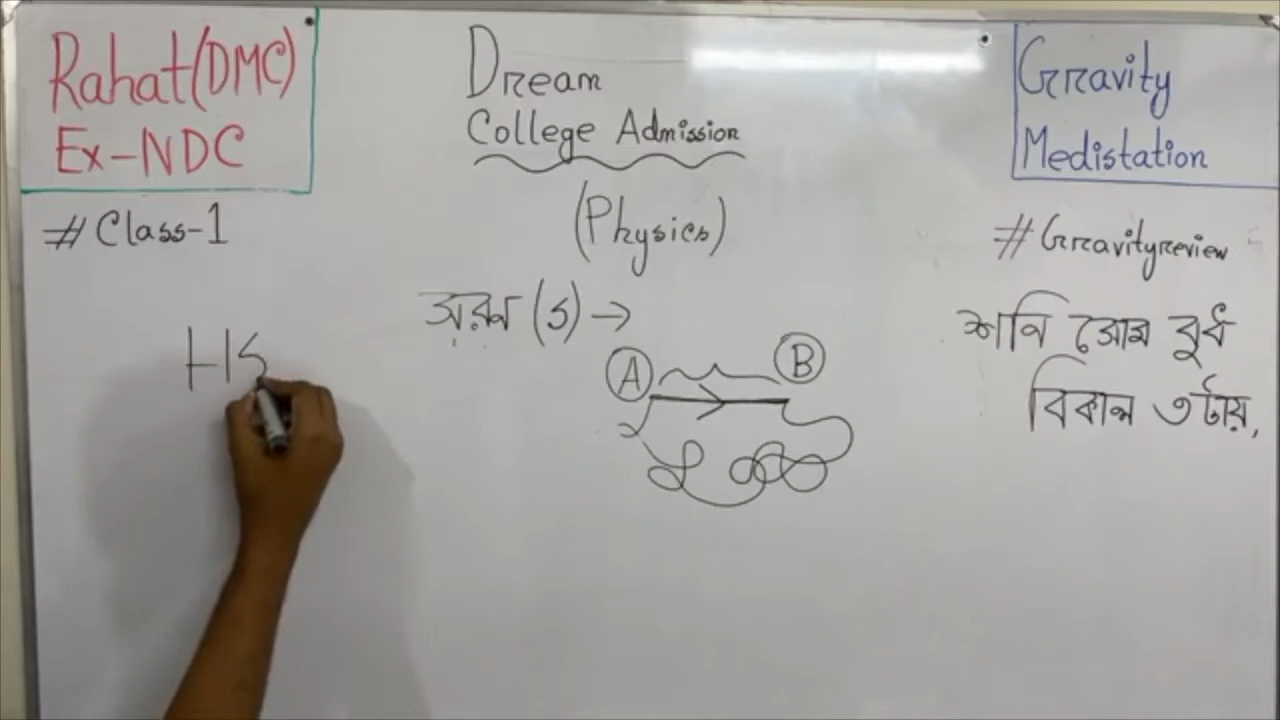 Rahat(DMC)
Ex-NDC
Dream
College Admission
Gravity
Medistation
(Physics)
#Class-1
#Gravityreview
সরণ (s) →
শনি সোম বুধ
বিকাল ৩টায়,
HS
A B